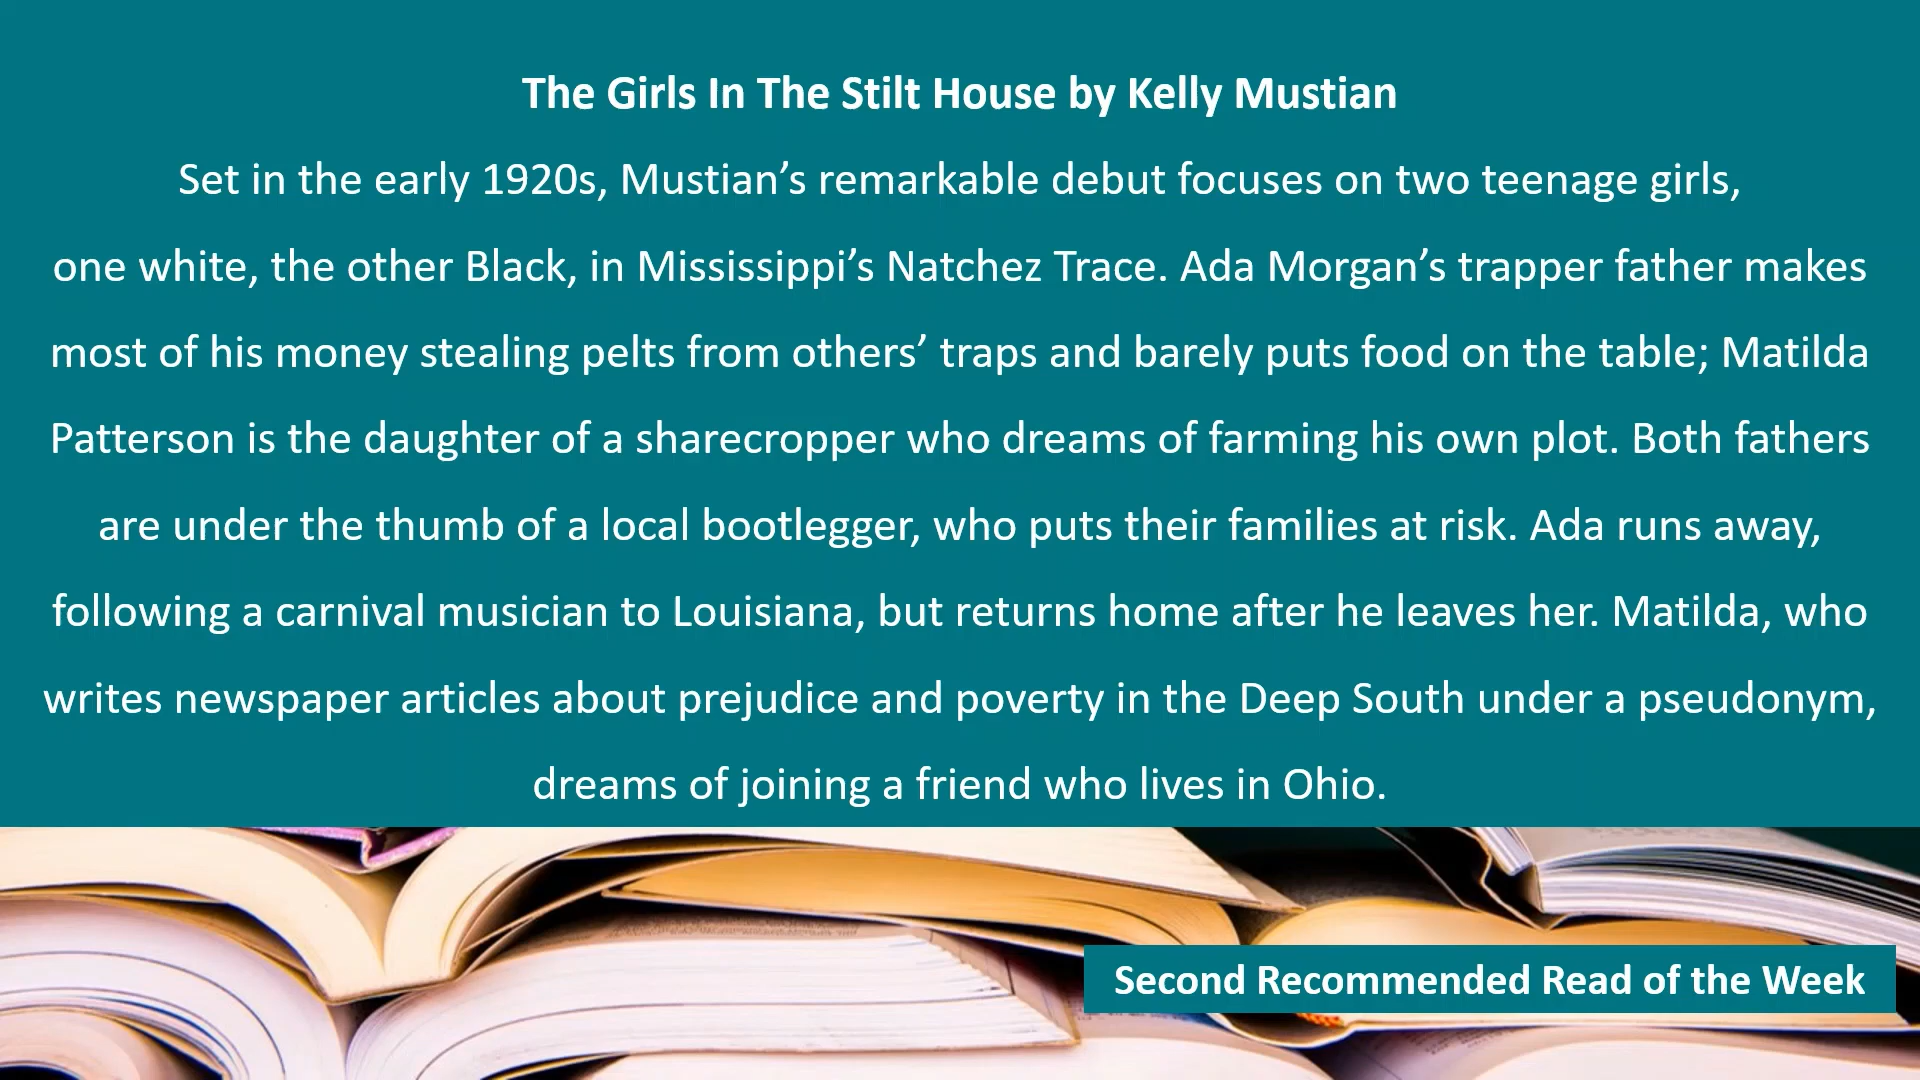 The Girls In The Stilt House by Kelly Mustian
Set in the early 1920s, Mustian’s remarkable debut focuses on two teenage girls,
one white, the other Black, in Mississippi’s Natchez Trace. Ada Morgan’s trapper father makes
most of his money stealing pelts from others’ traps and barely puts food on the table; Matilda
Patterson is the daughter of a sharecropper who dreams of farming his own plot. Both fathers
are under the thumb of a local bootlegger, who puts their families at risk. Ada runs away,
following a carnival musician to Louisiana, but returns home after he leaves her. Matilda, who
writes newspaper articles about prejudice and poverty in the Deep South under a pseudonym,
dreams of joining a friend who lives in Ohio.
Second Recommended Read of the Week